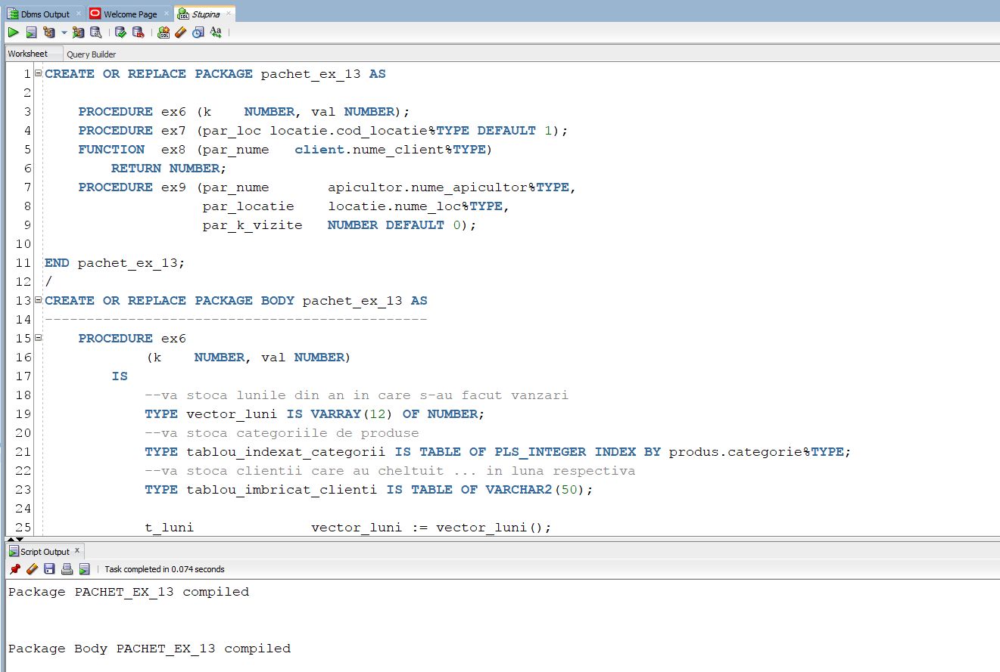 Dbms Output × Welcome Page × Stupina ×
Worksheet Query Builder
1 CREATE OR REPLACE PACKAGE pachet_ex_13 AS
2
3     PROCEDURE ex6 (k    NUMBER, val NUMBER);
4     PROCEDURE ex7 (par_loc locatie.cod_locatie%TYPE DEFAULT 1);
5     FUNCTION  ex8 (par_nume   client.nume_client%TYPE)
6         RETURN NUMBER;
7     PROCEDURE ex9 (par_nume       apicultor.nume_apicultor%TYPE,
8                    par_locatie    locatie.nume_loc%TYPE,
9                    par_k_vizite   NUMBER DEFAULT 0);
10
11 END pachet_ex_13;
12 /
13 CREATE OR REPLACE PACKAGE BODY pachet_ex_13 AS
14 ----------------------------------------------
15     PROCEDURE ex6
16             (k    NUMBER, val NUMBER)
17         IS
18             --va stoca lunile din an in care s-au facut vanzari
19             TYPE vector_luni IS VARRAY(12) OF NUMBER;
20             --va stoca categoriile de produse
21             TYPE tablou_indexat_categorii IS TABLE OF PLS_INTEGER INDEX BY produs.categorie%TYPE;
22             --va stoca clientii care au cheltuit ... in luna respectiva
23             TYPE tablou_imbricat_clienti IS TABLE OF VARCHAR2(50);
24
25             t_luni              vector_luni := vector_luni();
Script Output ×
Task completed in 0.074 seconds
Package PACHET_EX_13 compiled
Package Body PACHET_EX_13 compiled